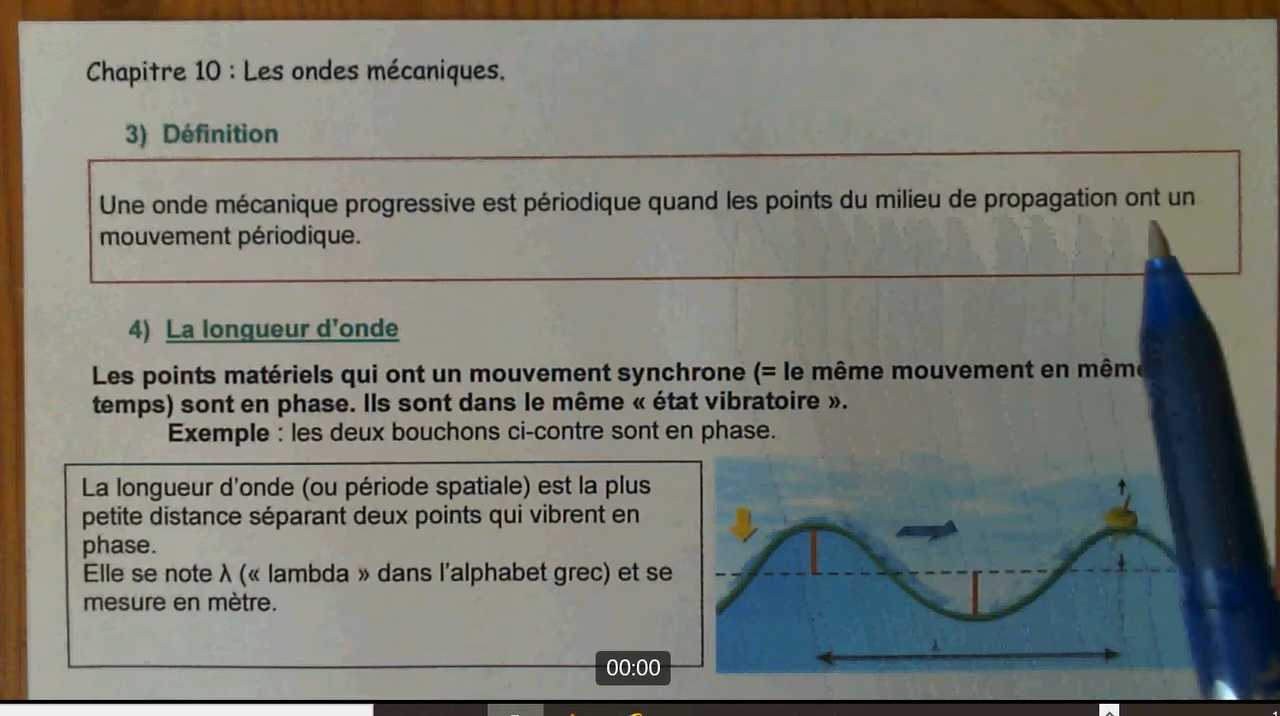 Chapitre 10 : Les ondes mécaniques.
3) Définition
Une onde mécanique progressive est périodique quand les points du milieu de propagation ont un
mouvement périodique.
4) La longueur d'onde
Les points matériels qui ont un mouvement synchrone (= le même mouvement en même
temps) sont en phase. Ils sont dans le même « état vibratoire ».
Exemple : les deux bouchons ci-contre sont en phase.
La longueur d'onde (ou période spatiale) est la plus
petite distance séparant deux points qui vibrent en
phase.
Elle se note λ (« lambda » dans l'alphabet grec) et se
mesure en mètre.
λ
00:00